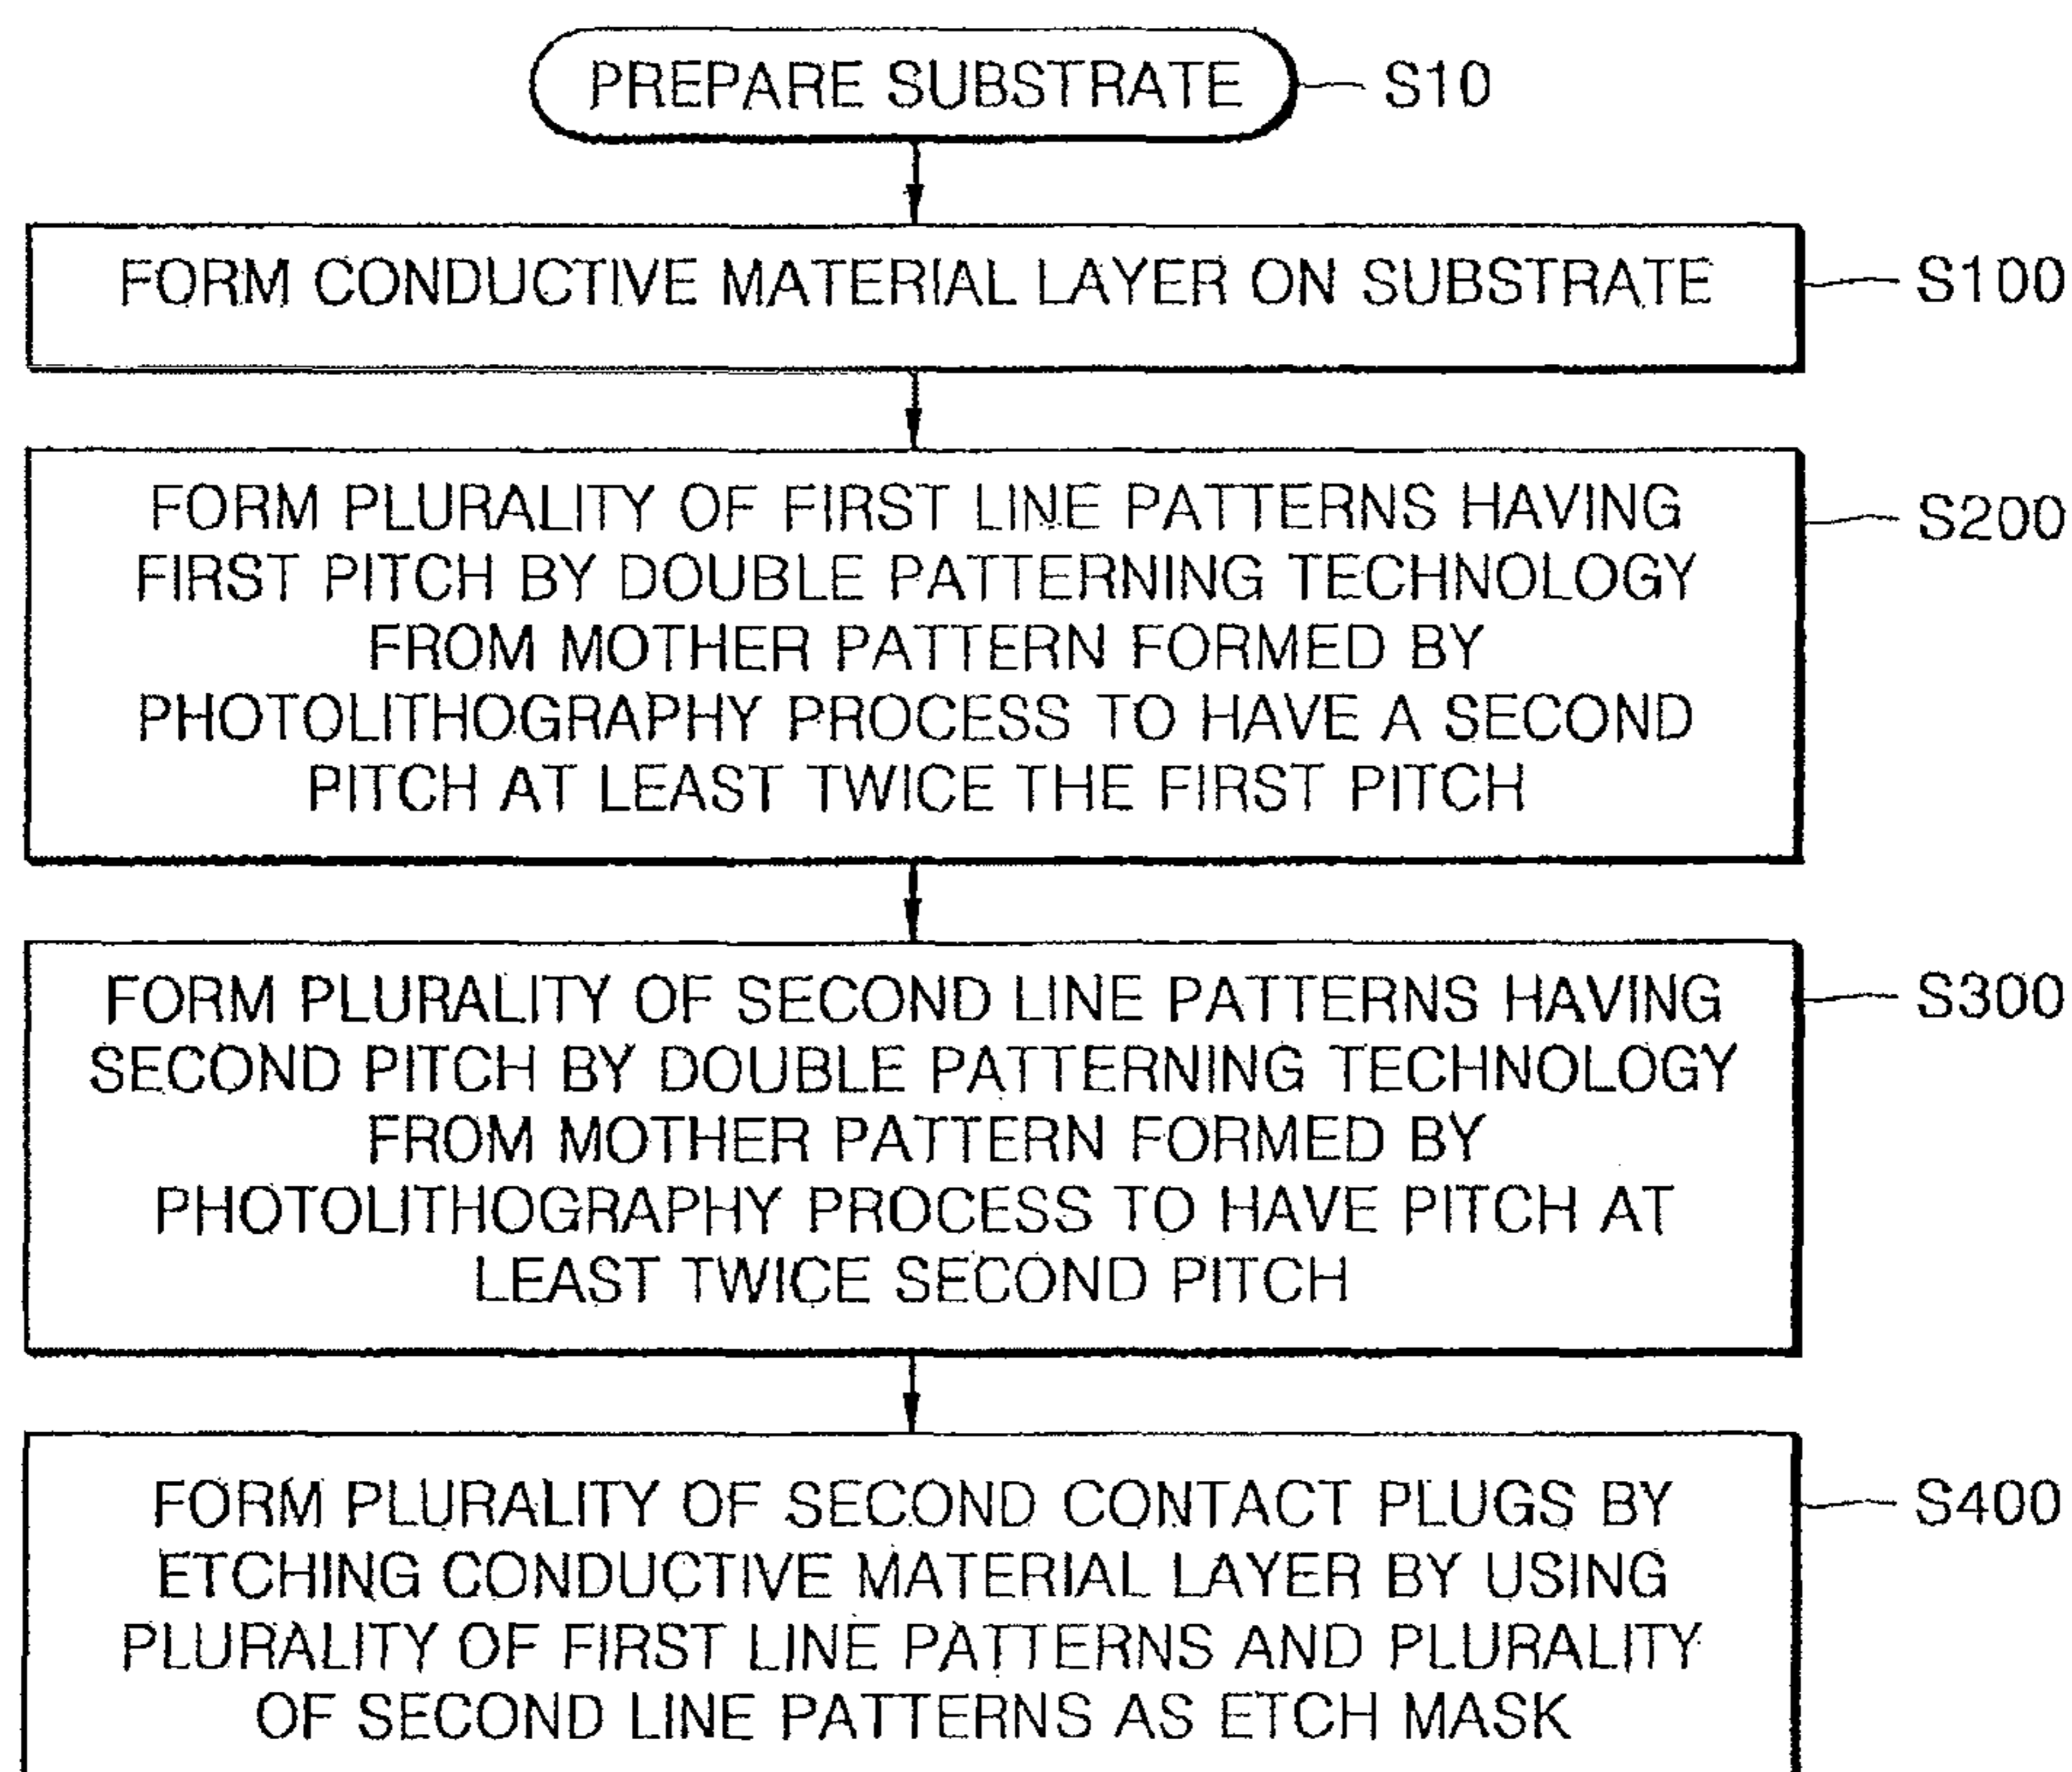 PREPARE SUBSTRATE
S10
FORM CONDUCTIVE MATERIAL LAYER ON SUBSTRATE
S100
FORM PLURALITY OF FIRST LINE PATTERNS HAVING
FIRST PITCH BY DOUBLE PATTERNING TECHNOLOGY
FROM MOTHER PATTERN FORMED BY
PHOTOLITHOGRAPHY PROCESS TO HAVE A SECOND
PITCH AT LEAST TWICE THE FIRST PITCH
S200
FORM PLURALITY OF SECOND LINE PATTERNS HAVING
SECOND PITCH BY DOUBLE PATTERNING TECHNOLOGY
FROM MOTHER PATTERN FORMED BY
PHOTOLITHOGRAPHY PROCESS TO HAVE PITCH AT
LEAST TWICE SECOND PITCH
S300
FORM PLURALITY OF SECOND CONTACT PLUGS BY
ETCHING CONDUCTIVE MATERIAL LAYER BY USING
PLURALITY OF FIRST LINE PATTERNS AND PLURALITY
OF SECOND LINE PATTERNS AS ETCH MASK
S400